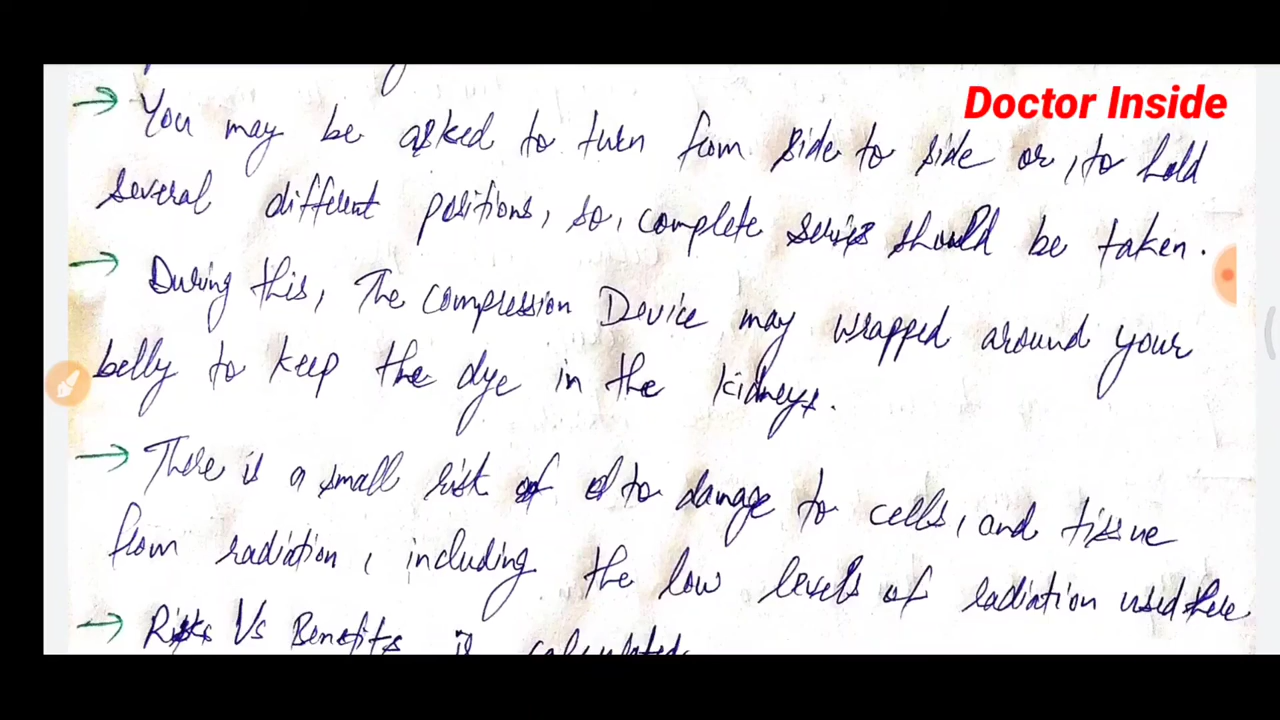 Doctor Inside
→ You may be asked to turn from side to side or, to hold
several different positions, so, complete series should be taken.
→ During this, The compression Device may wrapped around your
belly to keep the dye in the kidneys.
→ There is a small risk of to damage to cells, and tissue
from radiation, including the low levels of radiation used here
→ Risks Vs Benefits is calculated